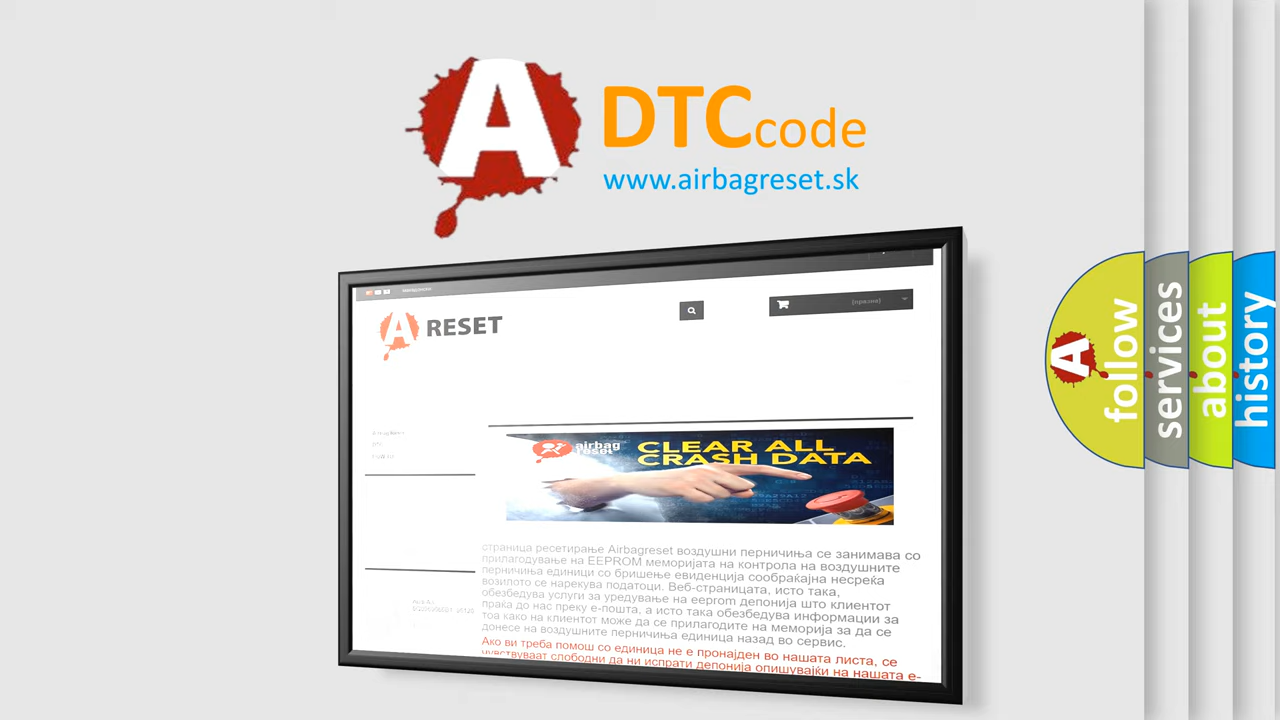 A
DTC code
www.airbagreset.sk
A RESET
(празно)
DTC
airbag
reset
CLEAR ALL
CRASH DATA
страница ресетирање Airbagreset воздушни перничиња се занимава со
прилагодување на EEPROM меморијата на контрола на воздушните
перничиња единици со бришење евиденција сообраќајна несреќа
возилото се нарекува податоци. Веб-страницата, исто така,
обезбедува услуги за уредување на eeprom депонија што клиентот
праќа до нас преку е-пошта, а исто така обезбедува информации за
тоа како на клиентот може да се прилагодите на меморија за да се
донесе на воздушните перничиња единица назад во сервис.
Ако ви треба помош со единица не е пронајден во нашата листа, се
чувствуваат слободни да ни испрати депонија опишувајќи на нашата е-
A
follow
services
about
history